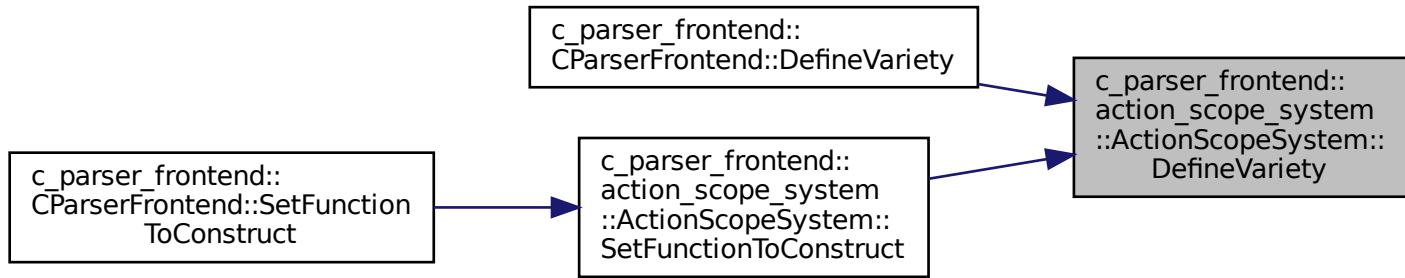 c_parser_frontend::
CParserFrontend::DefineVariety
c_parser_frontend::
action_scope_system
::ActionScopeSystem::
DefineVariety
c_parser_frontend::
action_scope_system
::ActionScopeSystem::
SetFunctionToConstruct
c_parser_frontend::
CParserFrontend::SetFunction
ToConstruct